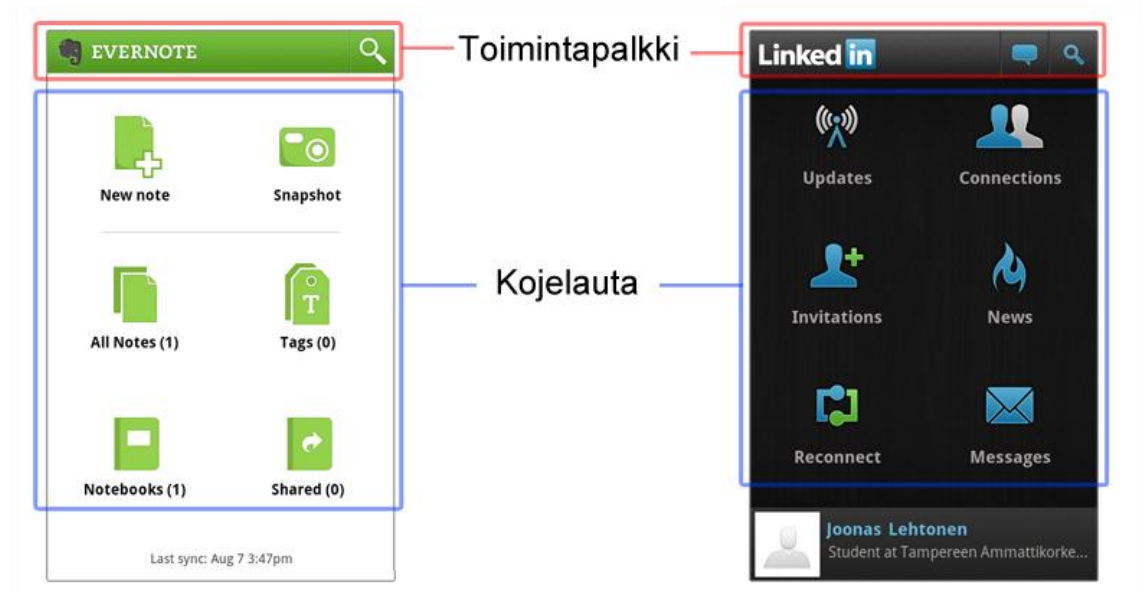 EVERNOTE
New note
Snapshot
All Notes (1)
Tags (0)
T
Notebooks (1)
Shared (0)
Last sync: Aug 7 3:47pm
Toimintapalkki
Kojelauta
Linked in
Updates
Connections
Invitations
News
Reconnect
Messages
Joonas Lehtonen
Student at Tampereen Ammattikorke...